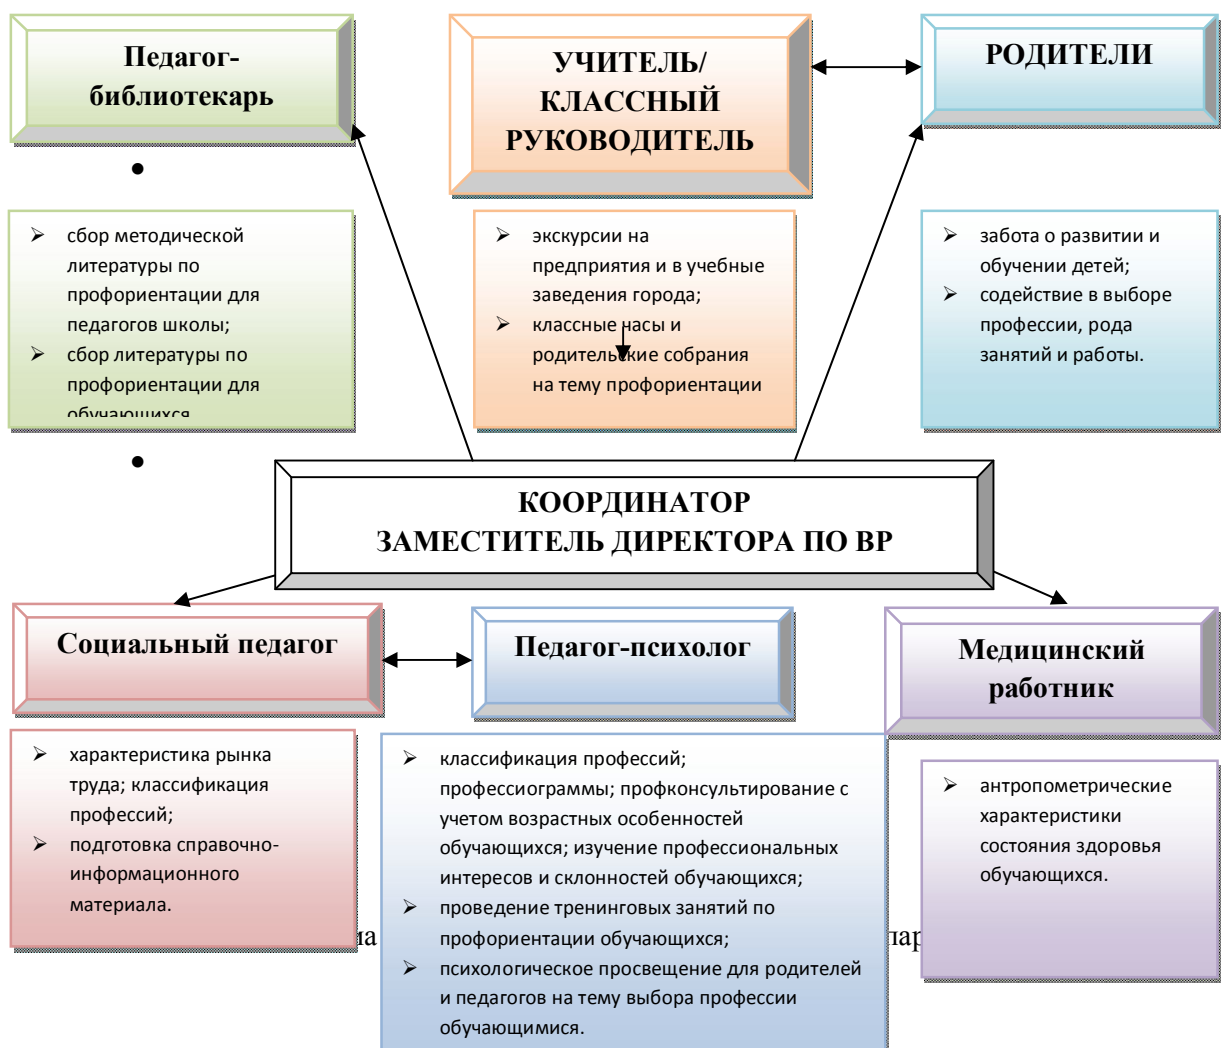 Педагог-
библиотекарь
УЧИТЕЛЬ/
КЛАССНЫЙ
РУКОВОДИТЕЛЬ
РОДИТЕЛИ
•
➢ сбор методической
литературы по
профориентации для
педагогов школы;
➢ сбор литературы по
профориентации для
обучающихся
➢ экскурсии на
предприятия и в учебные
заведения города;
➢ классные часы и
родительские собрания
на тему профориентации
➢ забота о развитии и
обучении детей;
➢ содействие в выборе
профессии, рода
занятий и работы.
•
КООРДИНАТОР
ЗАМЕСТИТЕЛЬ ДИРЕКТОРА ПО ВР
Социальный педагог
Педагог-психолог
Медицинский
работник
➢ характеристика рынка
труда; классификация
профессий;
➢ подготовка справочно-
информационного
материала.
➢ классификация профессий;
профессиограммы; профконсультирование с
учетом возрастных особенностей
обучающихся; изучение профессиональных
интересов и склонностей обучающихся;
➢ проведение тренинговых занятий по
профориентации обучающихся;
➢ психологическое просвещение для родителей
и педагогов на тему выбора профессии
обучающимися.
➢ антропометрические
характеристики
состояния здоровья
обучающихся.